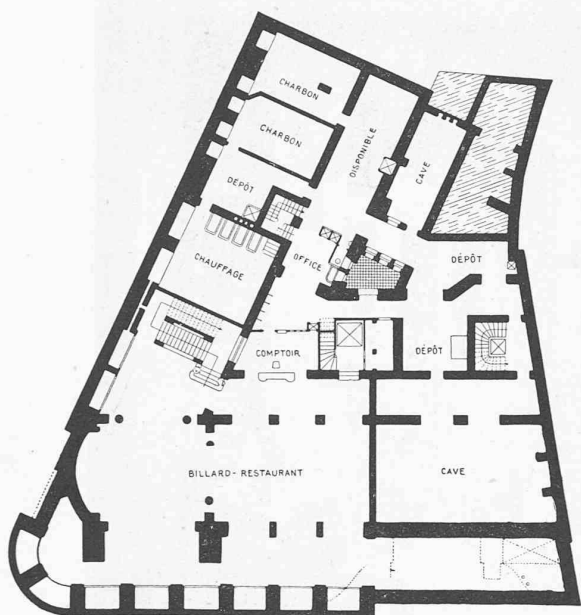 CHARBON
CHARBON
DISPONIBLE
CAVE
DÉPÔT
CHAUFFAGE
OFFICE
DÉPÔT
COMPTOIR
DÉPÔT
BILLARD-RESTAURANT
CAVE